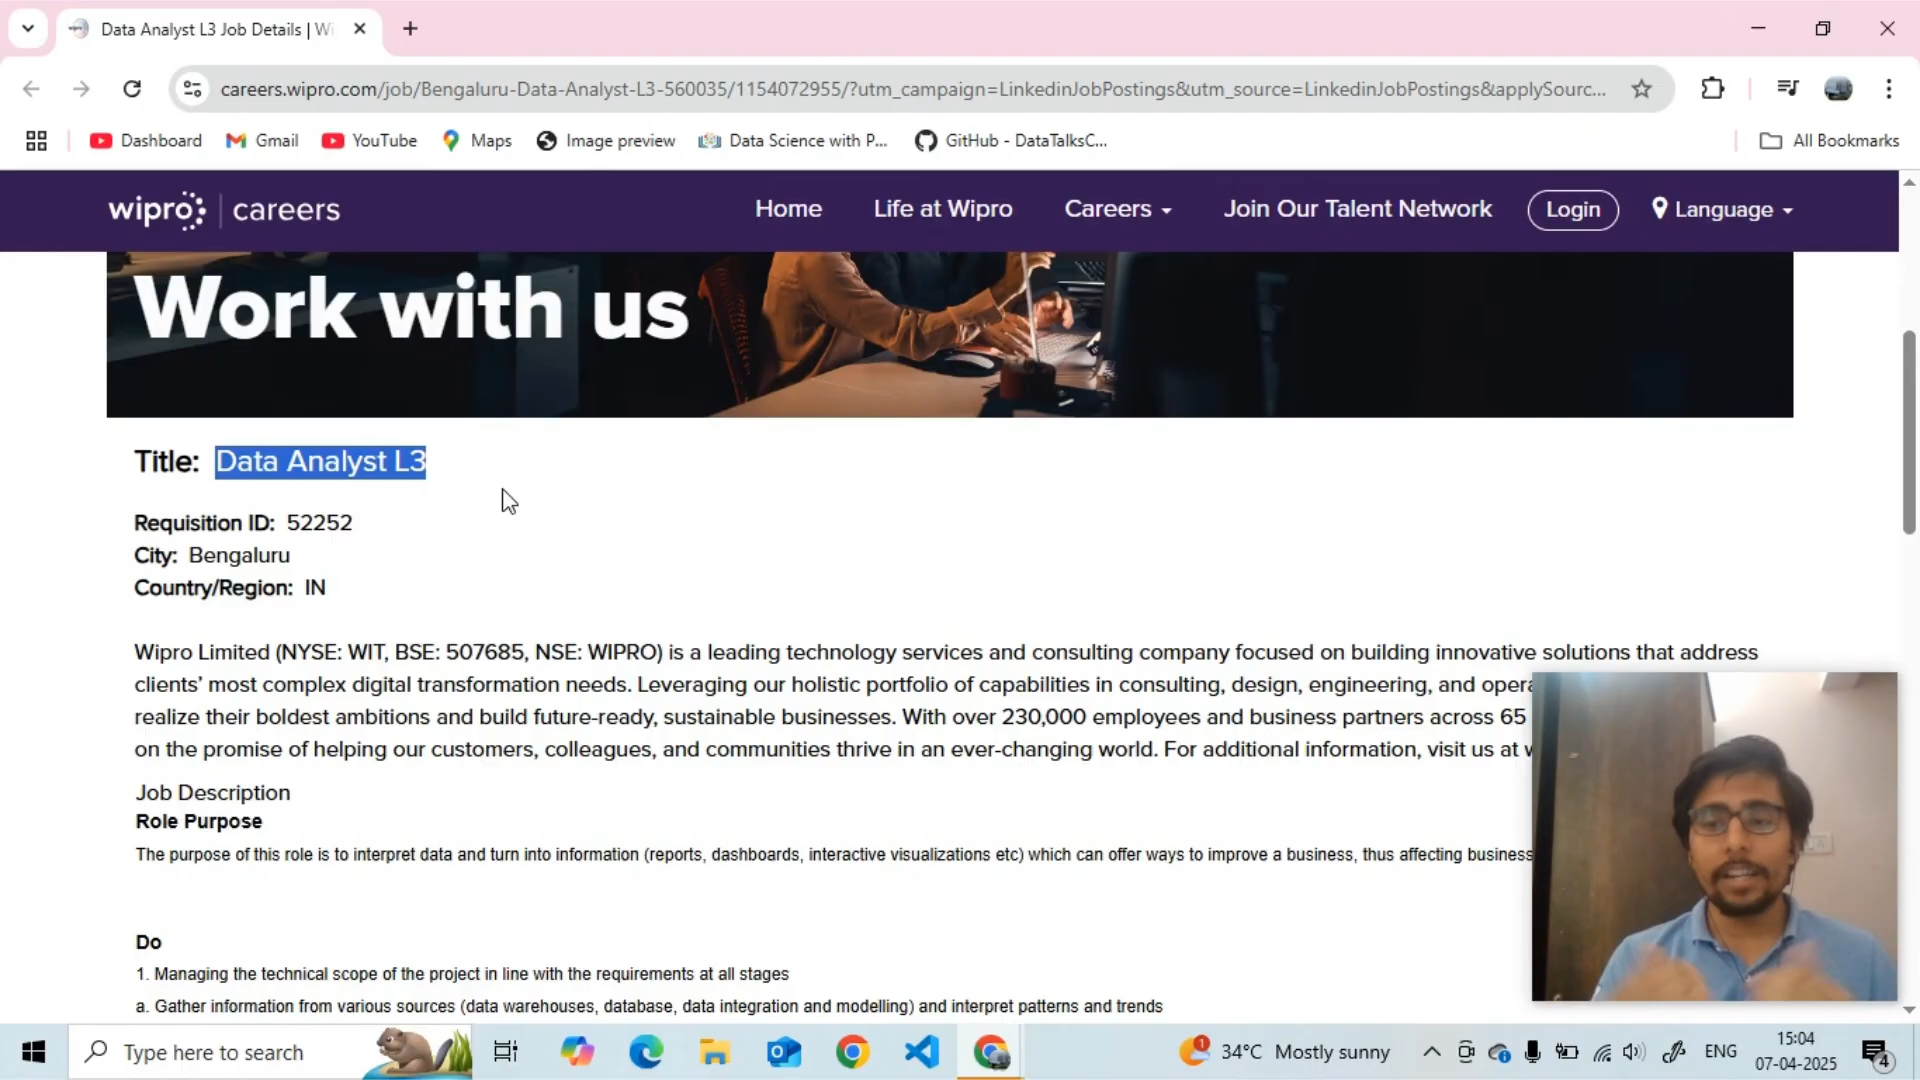 Data Analyst L3 Job Details | Wi
careers.wipro.com/job/Bengaluru-Data-Analyst-L3-560035/1154072955/?utm_campaign=LinkedinJobPostings&utm_source=LinkedinJobPostings&applySourc...
Dashboard Gmail YouTube Maps Image preview Data Science with P... GitHub - DataTalksC... All Bookmarks
wipro | careers Home Life at Wipro Careers Join Our Talent Network Login Language
Work with us
Title: Data Analyst L3
Requisition ID: 52252
City: Bengaluru
Country/Region: IN
Wipro Limited (NYSE: WIT, BSE: 507685, NSE: WIPRO) is a leading technology services and consulting company focused on building innovative solutions that address
clients’ most complex digital transformation needs. Leveraging our holistic portfolio of capabilities in consulting, design, engineering, and opera
realize their boldest ambitions and build future-ready, sustainable businesses. With over 230,000 employees and business partners across 65
on the promise of helping our customers, colleagues, and communities thrive in an ever-changing world. For additional information, visit us at w
Job Description
Role Purpose
The purpose of this role is to interpret data and turn into information (reports, dashboards, interactive visualizations etc) which can offer ways to improve a business, thus affecting business
Do
1. Managing the technical scope of the project in line with the requirements at all stages
a. Gather information from various sources (data warehouses, database, data integration and modelling) and interpret patterns and trends
Type here to search 1 34°C Mostly sunny ENG 15:04
07-04-2025 4